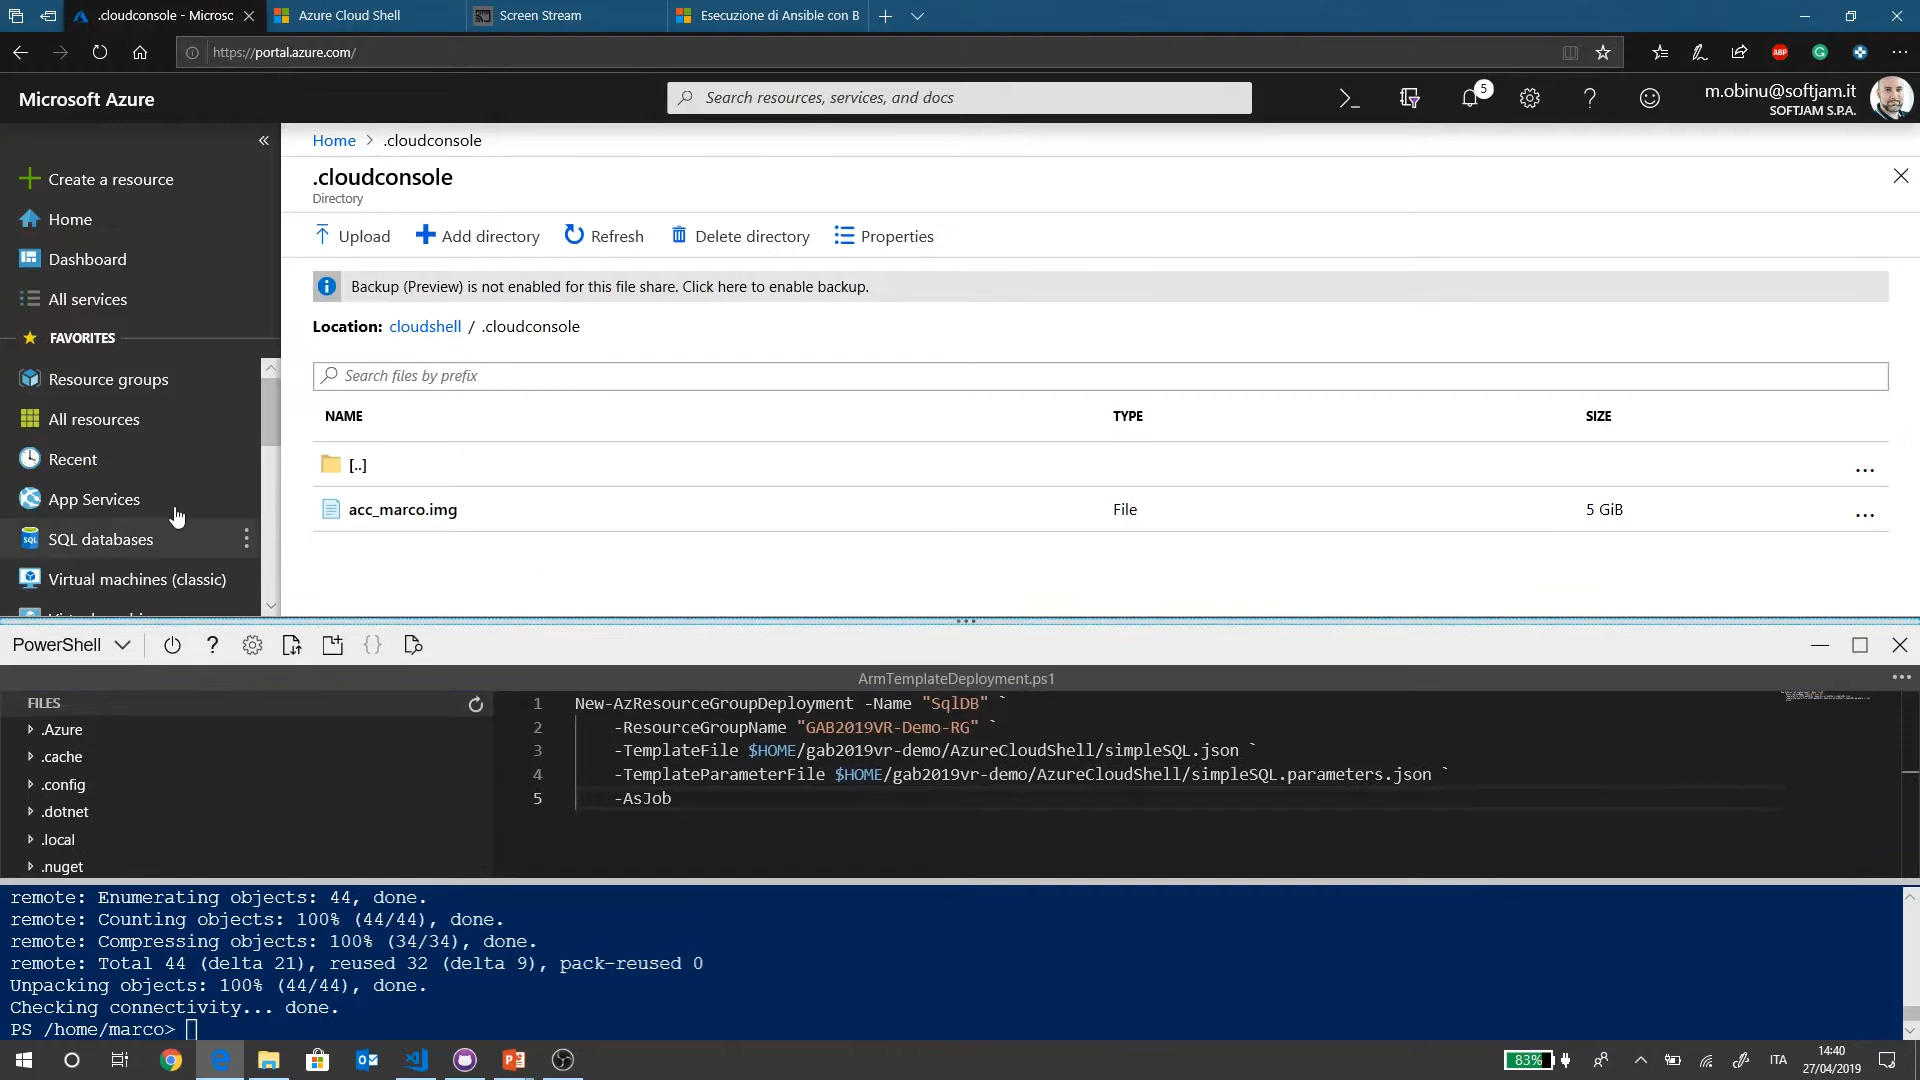 .cloudconsole - Microsc
Azure Cloud Shell
Screen Stream
Esecuzione di Ansible con B
https://portal.azure.com/
ABP
G
Microsoft Azure
Search resources, services, and docs
5
m.obinu@softjam.it
SOFTJAM S.P.A.
Create a resource
Home
Dashboard
All services
FAVORITES
Resource groups
All resources
Recent
App Services
SQL databases
Virtual machines (classic)
Home > .cloudconsole
.cloudconsole
Directory
Upload
Add directory
Refresh
Delete directory
Properties
Backup (Preview) is not enabled for this file share. Click here to enable backup.
Location: cloudshell / .cloudconsole
Search files by prefix
NAME TYPE SIZE
[..]
acc_marco.img File 5 GiB
PowerShell
ArmTemplateDeployment.ps1
FILES
.Azure
.cache
.config
.dotnet
.local
.nuget
1 New-AzResourceGroupDeployment -Name "SqlDB" `
2 -ResourceGroupName "GAB2019VR-Demo-RG" `
3 -TemplateFile $HOME/gab2019vr-demo/AzureCloudShell/simpleSQL.json `
4 -TemplateParameterFile $HOME/gab2019vr-demo/AzureCloudShell/simpleSQL.parameters.json `
5 -AsJob
remote: Enumerating objects: 44, done.
remote: Counting objects: 100% (44/44), done.
remote: Compressing objects: 100% (34/34), done.
remote: Total 44 (delta 21), reused 32 (delta 9), pack-reused 0
Unpacking objects: 100% (44/44), done.
Checking connectivity... done.
PS /home/marco>
83%
ITA
14:40
27/04/2019